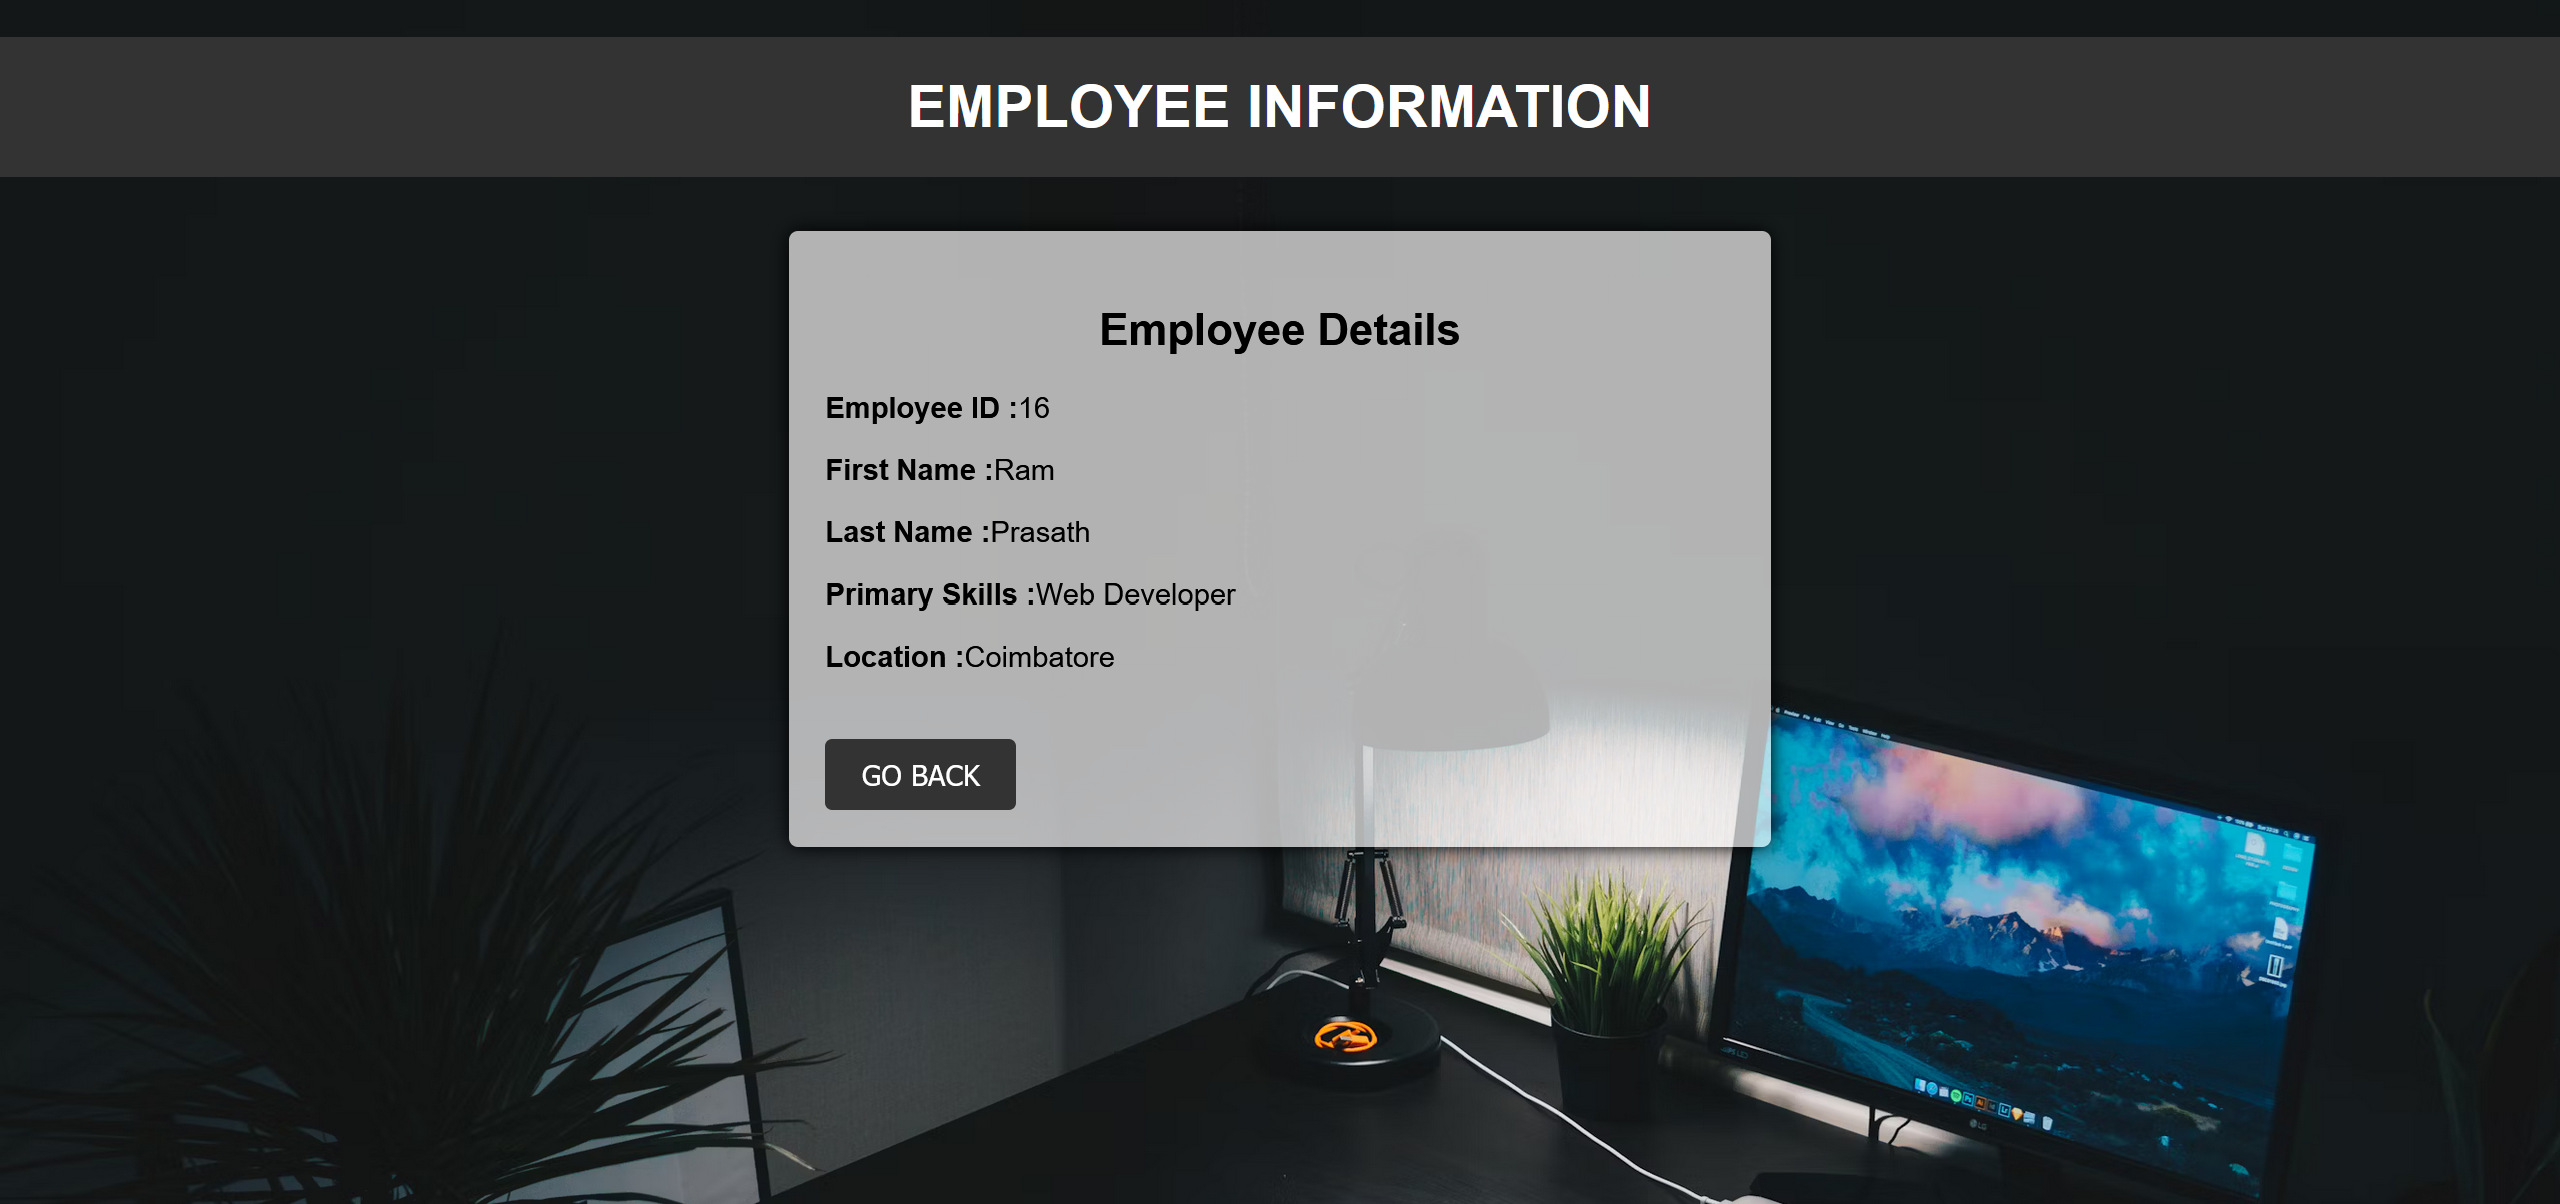 EMPLOYEE INFORMATION
Employee Details
Employee ID :16
First Name :Ram
Last Name :Prasath
Primary Skills :Web Developer
Location :Coimbatore
GO BACK
LG